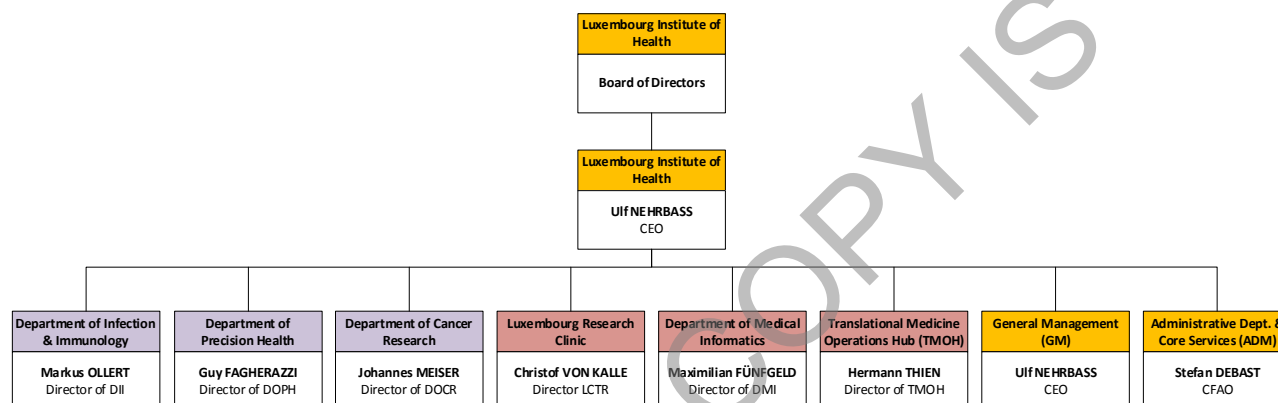 Luxembourg Institute of
Health
Board of Directors
Luxembourg Institute of
Health
Ulf NEHRBASS
CEO
Department of Infection
& Immunology
Markus OLLERT
Director of DII
Department of
Precision Health
Guy FAGHERAZZI
Director of DOPH
Department of Cancer
Research
Johannes MEISER
Director of DOCR
Luxembourg Research
Clinic
Christof VON KALLE
Director LCTR
Department of Medical
Informatics
Maximilian FÜNFGELD
Director of DMI
Translational Medicine
Operations Hub (TMOH)
Hermann THIEN
Director of TMOH
General Management
(GM)
Ulf NEHRBASS
CEO
Administrative Dept. &
Core Services (ADM)
Stefan DEBAST
CFAO
COPY IS